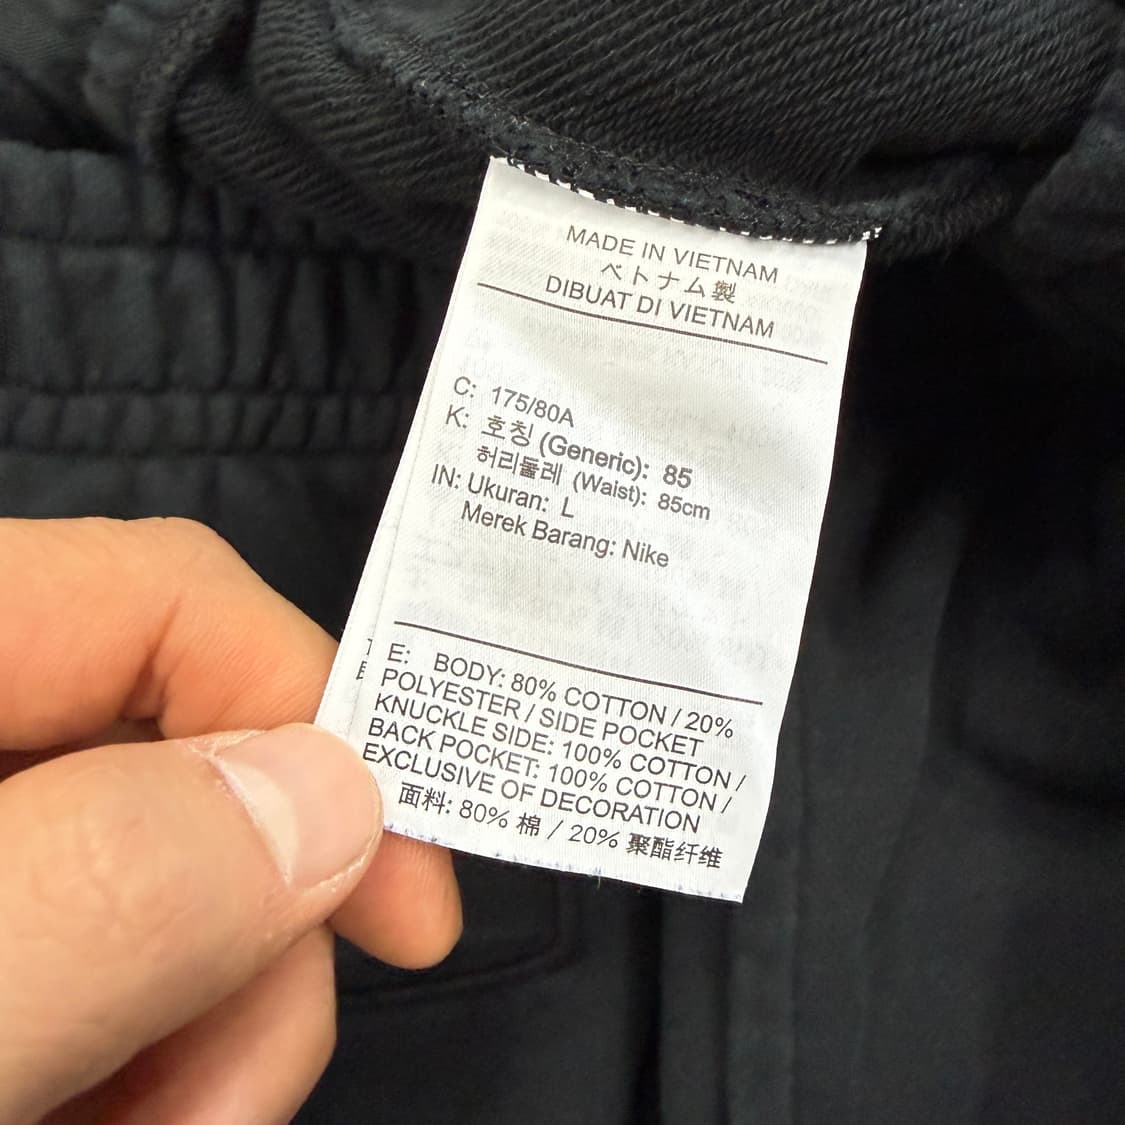 MADE IN VIETNAM
ベトナム製
DIBUAT DI VIETNAM
C: 175/80A
K: 호칭 (Generic): 85
허리둘레 (Waist): 85cm
IN: Ukuran: L
Merek Barang: Nike
E: BODY: 80% COTTON / 20%
POLYESTER / SIDE POCKET
KNUCKLE SIDE: 100% COTTON /
BACK POCKET: 100% COTTON /
EXCLUSIVE OF DECORATION
面料: 80% 棉 / 20% 聚酯纤维